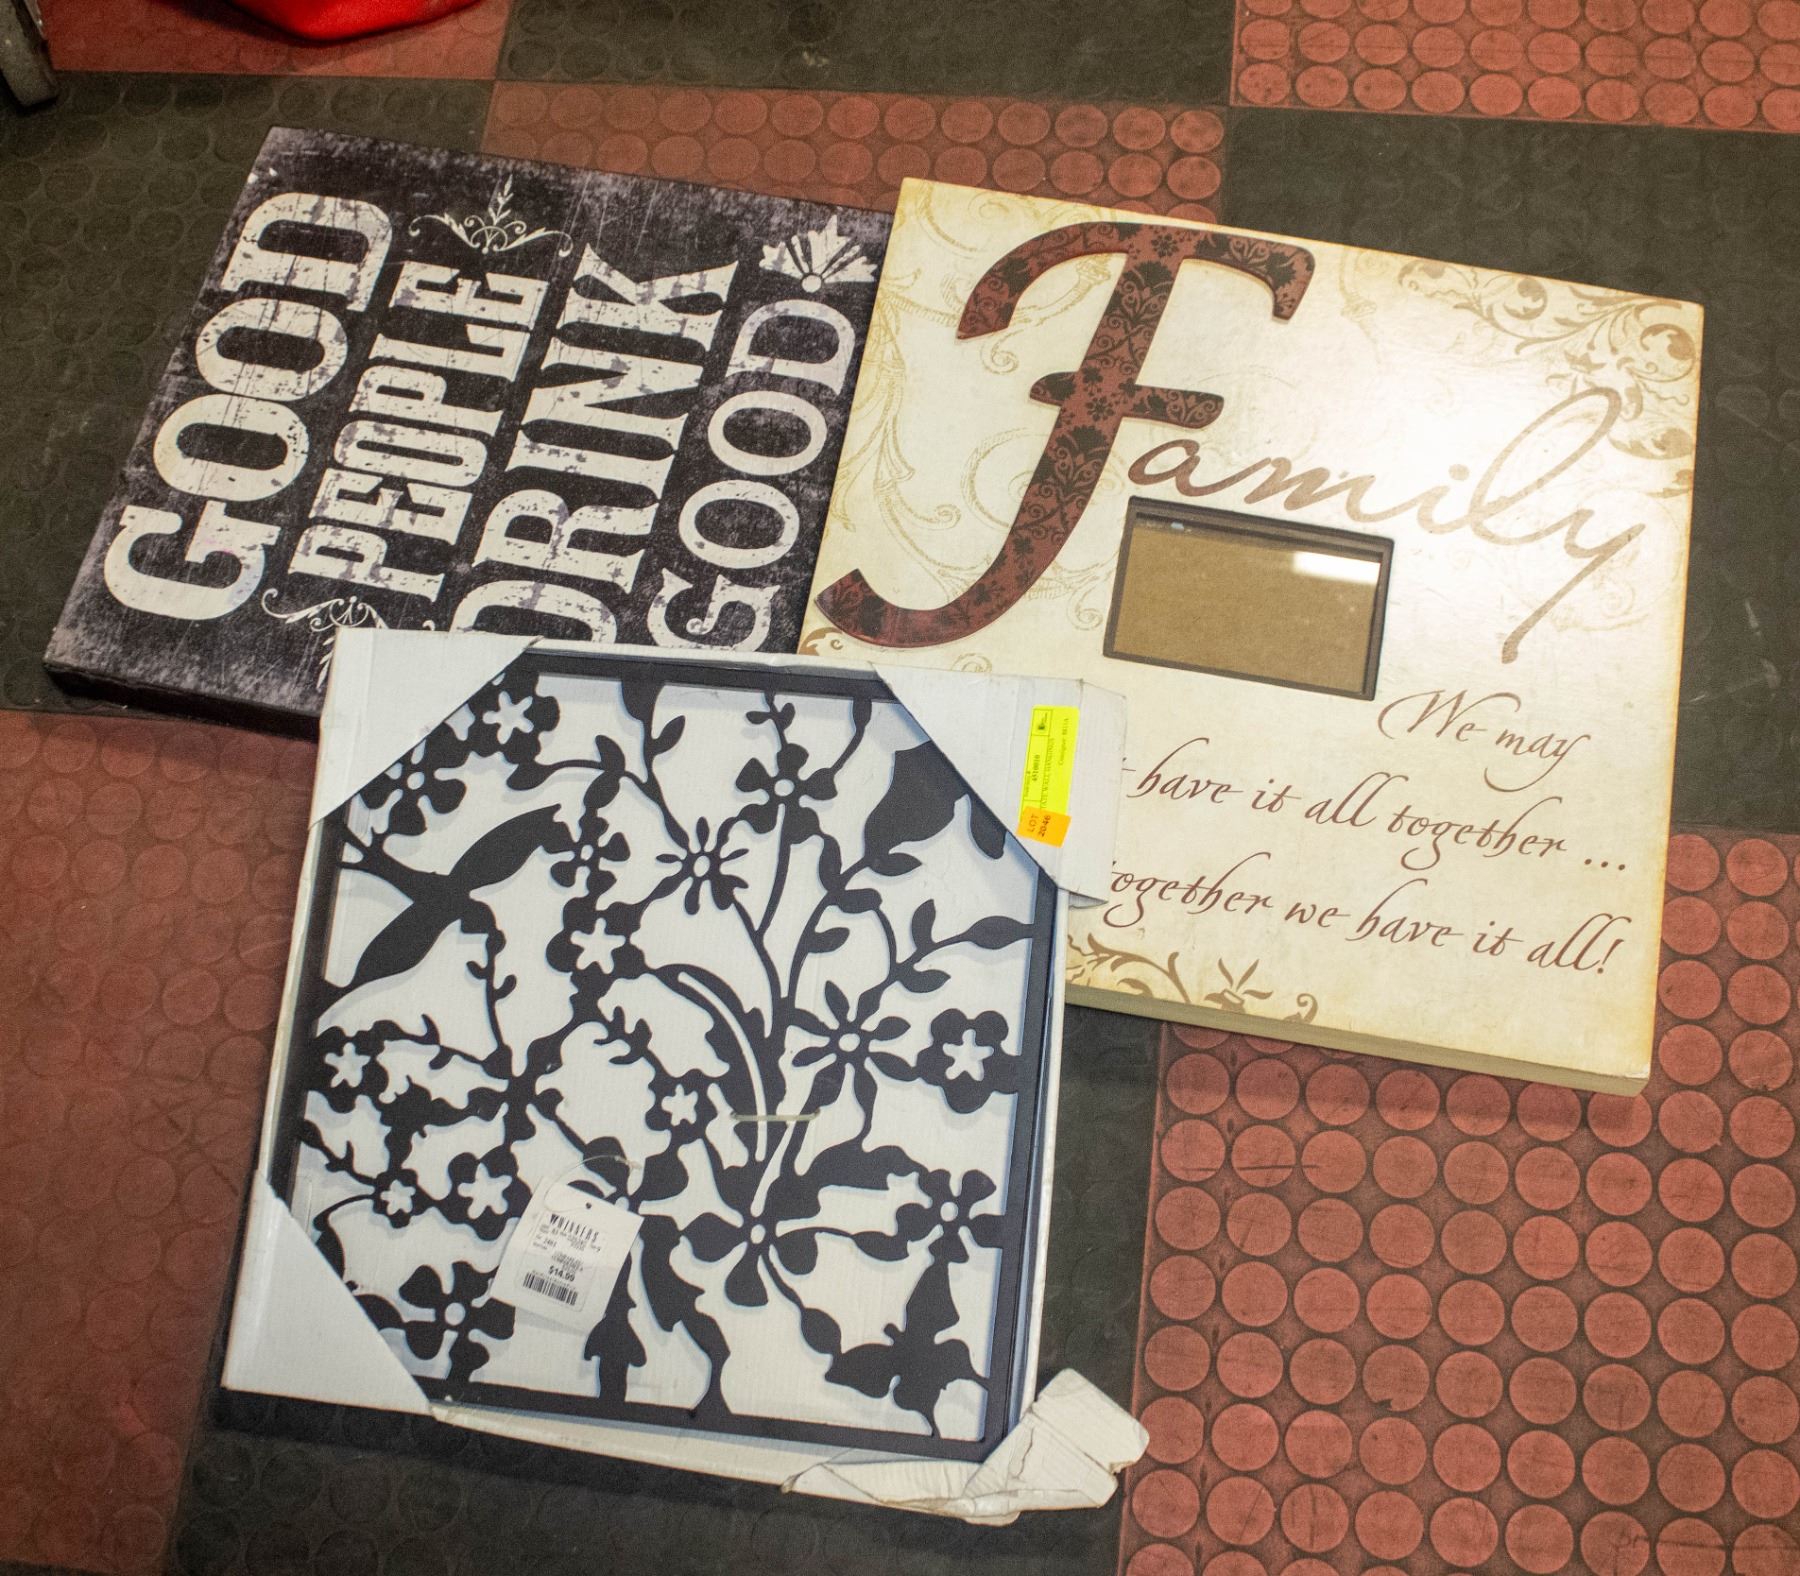 GOOD
PEOPLE
DRINK
GOOD
Family
We may
have it all together ...
together we have it all!
LOT
2046
WINNERS
$14.99